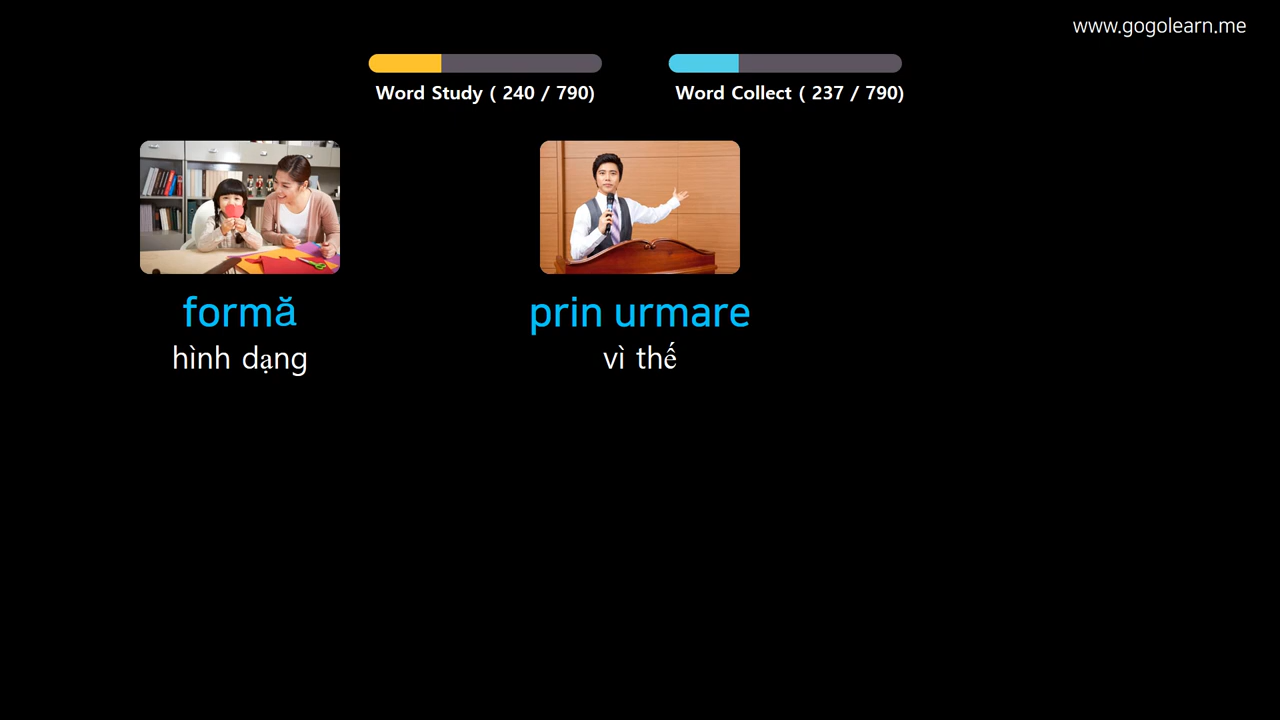 www.gogolearn.me
Word Study ( 240 / 790)
Word Collect ( 237 / 790)
formă
prin urmare
hình dạng
vì thế